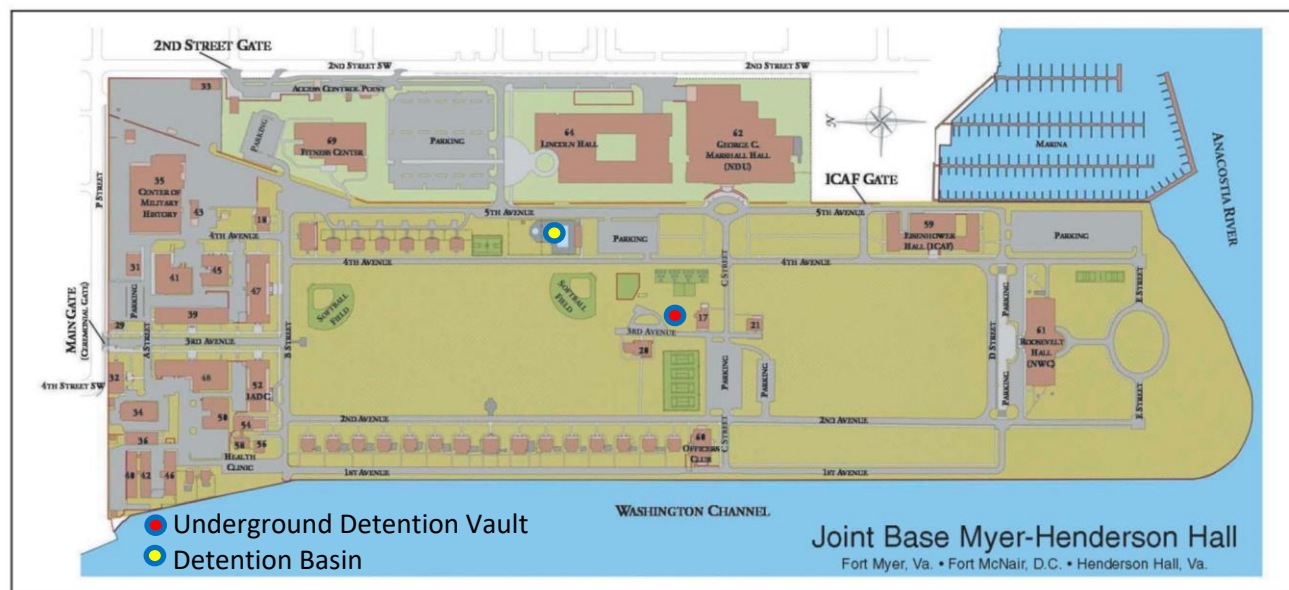 2ND STREET GATE
2ND STREET SW
2ND STREET SW
33
ACCESS CONTROL POINT
PARKING
69
FITNESS CENTER
PARKING
64
LINCOLN HALL
62
GEORGE C.
MARSHALL HALL
(NDU)
N
MARINA
ANACOSTIA RIVER
ICAF GATE
P STREET
35
CENTER OF
MILITARY
HISTORY
43
18
5TH AVENUE
5TH AVENUE
59
EISENHOWER
HALL (ICAF)
PARKING
PARKING
4TH AVENUE
4TH AVENUE
4TH AVENUE
31
41
45
47
PARKING
39
29
MAIN GATE
(CEREMONIAL GATE)
A STREET
3RD AVENUE
B STREET
SOFTBALL
FIELD
SOFTBALL
FIELD
C STREET
17
21
3RD AVENUE
28
PARKING
PARKING
D STREET
PARKING
PARKING
61
ROOSEVELT
HALL
(NWC)
E STREET
E STREET
4TH STREET SW
32
48
52
IADC
34
50
54
36
58
56
HEALTH
CLINIC
40
42
46
2ND AVENUE
2ND AVENUE
60
OFFICERS
CLUB
C STREET
1ST AVENUE
1ST AVENUE
WASHINGTON CHANNEL
Underground Detention Vault
Detention Basin
Joint Base Myer-Henderson Hall
Fort Myer, Va. • Fort McNair, D.C. • Henderson Hall, Va.